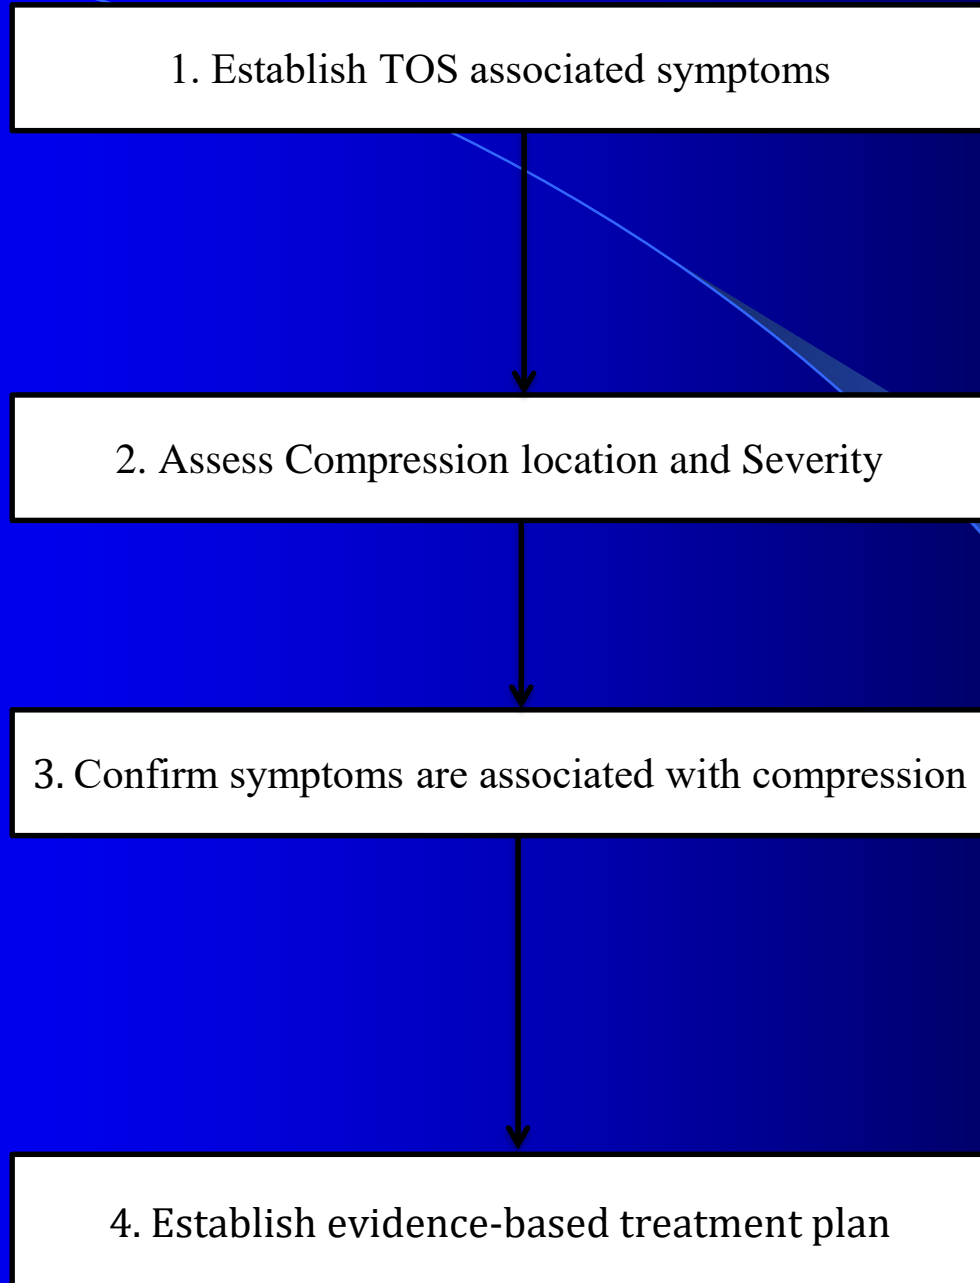 1. Establish TOS associated symptoms
2. Assess Compression location and Severity
3. Confirm symptoms are associated with compression
4. Establish evidence-based treatment plan